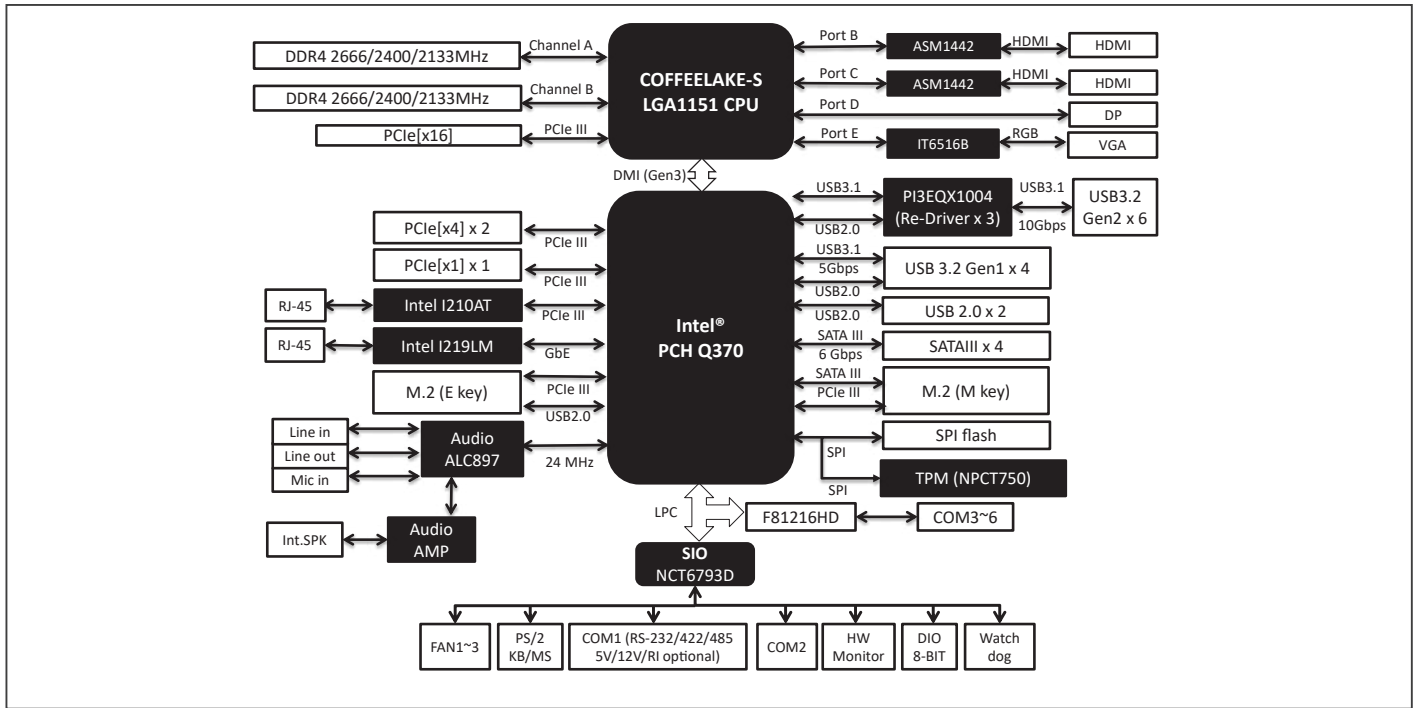 DDR4 2666/2400/2133MHz
Channel A
DDR4 2666/2400/2133MHz
Channel B
PCIe[x16]
PCIe III
COFFEELAKE-S
LGA1151 CPU
Port B
ASM1442
HDMI
HDMI
Port C
ASM1442
HDMI
HDMI
Port D
DP
Port E
IT6516B
RGB
VGA
DMI (Gen3)
PCIe[x4] x 2
PCIe III
PCIe[x1] x 1
PCIe III
RJ-45
Intel I210AT
PCIe III
RJ-45
Intel I219LM
GbE
M.2 (E key)
PCIe III
USB2.0
Line in
Line out
Mic in
Audio
ALC897
24 MHz
Int.SPK
Audio
AMP
Intel®
PCH Q370
USB3.1
USB2.0
PI3EQX1004
(Re-Driver x 3)
USB3.1
10Gbps
USB3.2
Gen2 x 6
USB3.1
5Gbps
USB2.0
USB 3.2 Gen1 x 4
USB2.0
USB 2.0 x 2
SATA III
6 Gbps
SATAIII x 4
SATA III
PCIe III
M.2 (M key)
SPI
SPI flash
SPI
TPM (NPCT750)
LPC
F81216HD
COM3~6
SIO
NCT6793D
FAN1~3
PS/2
KB/MS
COM1 (RS-232/422/485
5V/12V/RI optional)
COM2
HW
Monitor
DIO
8-BIT
Watch
dog